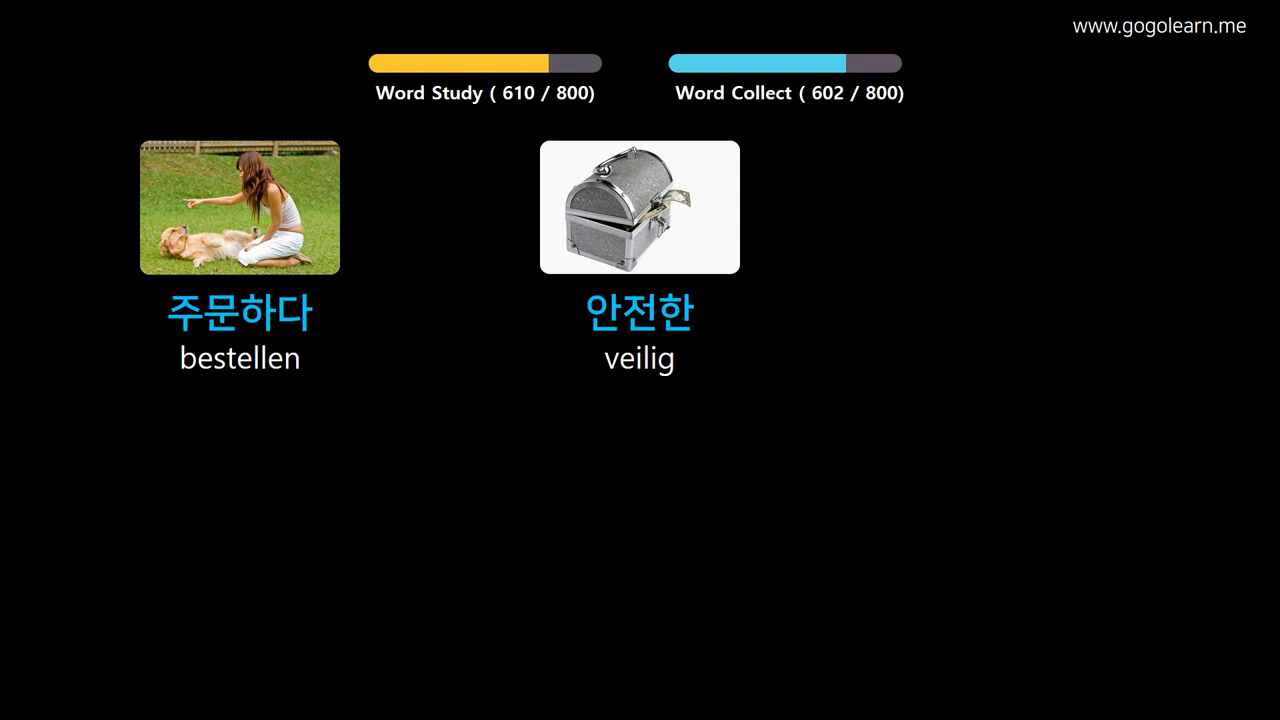 www.gogolearn.me
Word Study ( 610 / 800)
Word Collect ( 602 / 800)
주문하다
bestellen
안전한
veilig